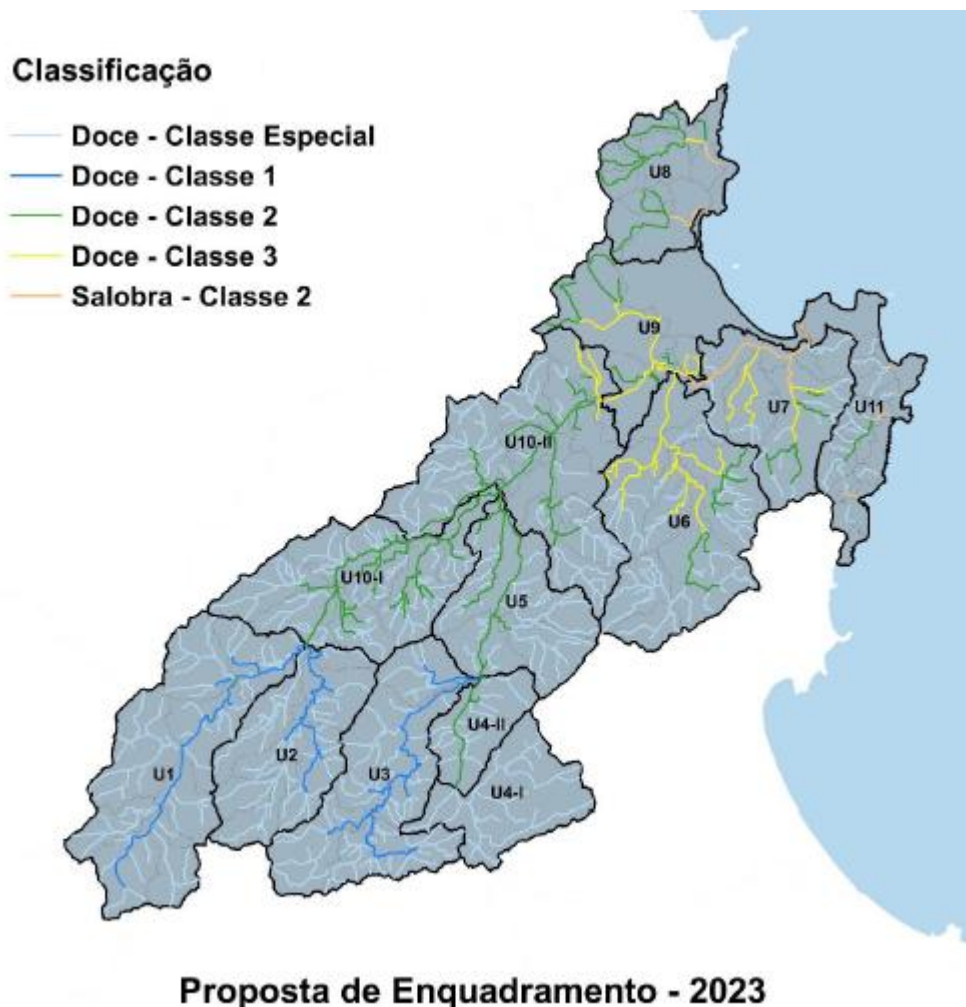 Classificação
Doce - Classe Especial
Doce - Classe 1
Doce - Classe 2
Doce - Classe 3
Salobra - Classe 2
U8
U9
U7
U11
U10-II
U6
U10-I
U5
U4-II
U2
U1
U3
U4-I
Proposta de Enquadramento - 2023